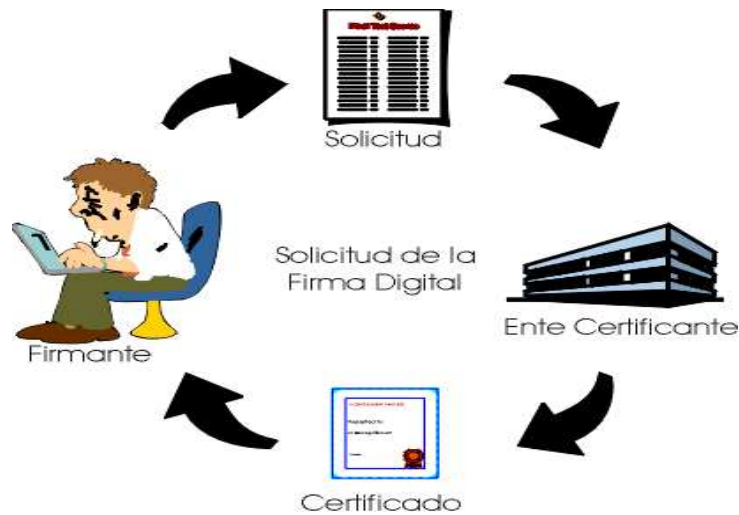 Solicitud
Solicitud de la
Firma Digital
Ente Certificante
Firmante
Certificado